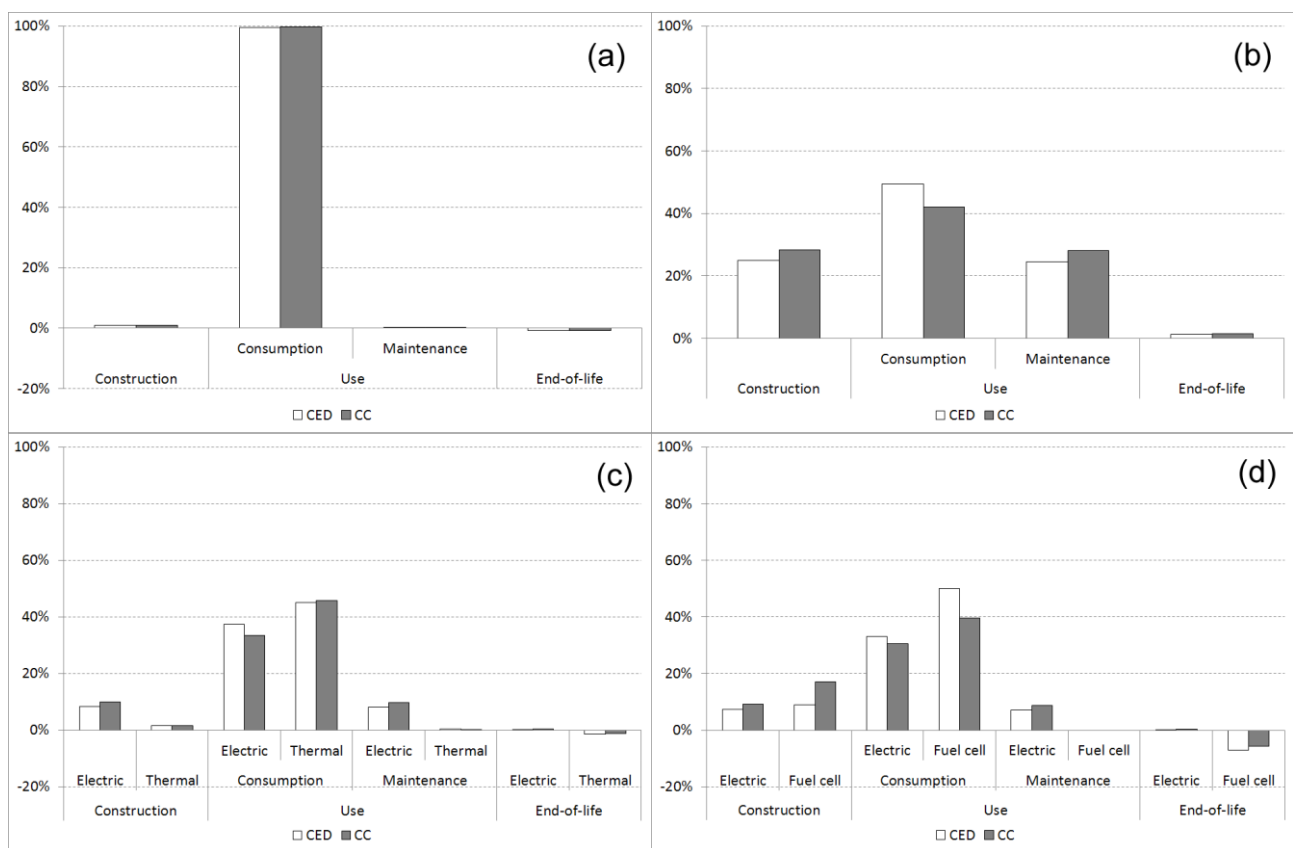 100%
(a)
80%
60%
40%
20%
0%
Consumption Maintenance
-20% Construction Use End-of-life
CED CC
100%
(b)
80%
60%
40%
20%
0%
Consumption Maintenance
Construction Use End-of-life
-20%
CED CC
100%
(c)
80%
60%
40%
20%
0%
Electric Thermal Electric Thermal
-20% Electric Thermal Consumption Maintenance Electric Thermal
Construction Use End-of-life
CED CC
100%
(d)
80%
60%
40%
20%
0%
Electric Fuel cell Electric Fuel cell
-20% Electric Fuel cell Consumption Maintenance Electric Fuel cell
Construction Use End-of-life
CED CC